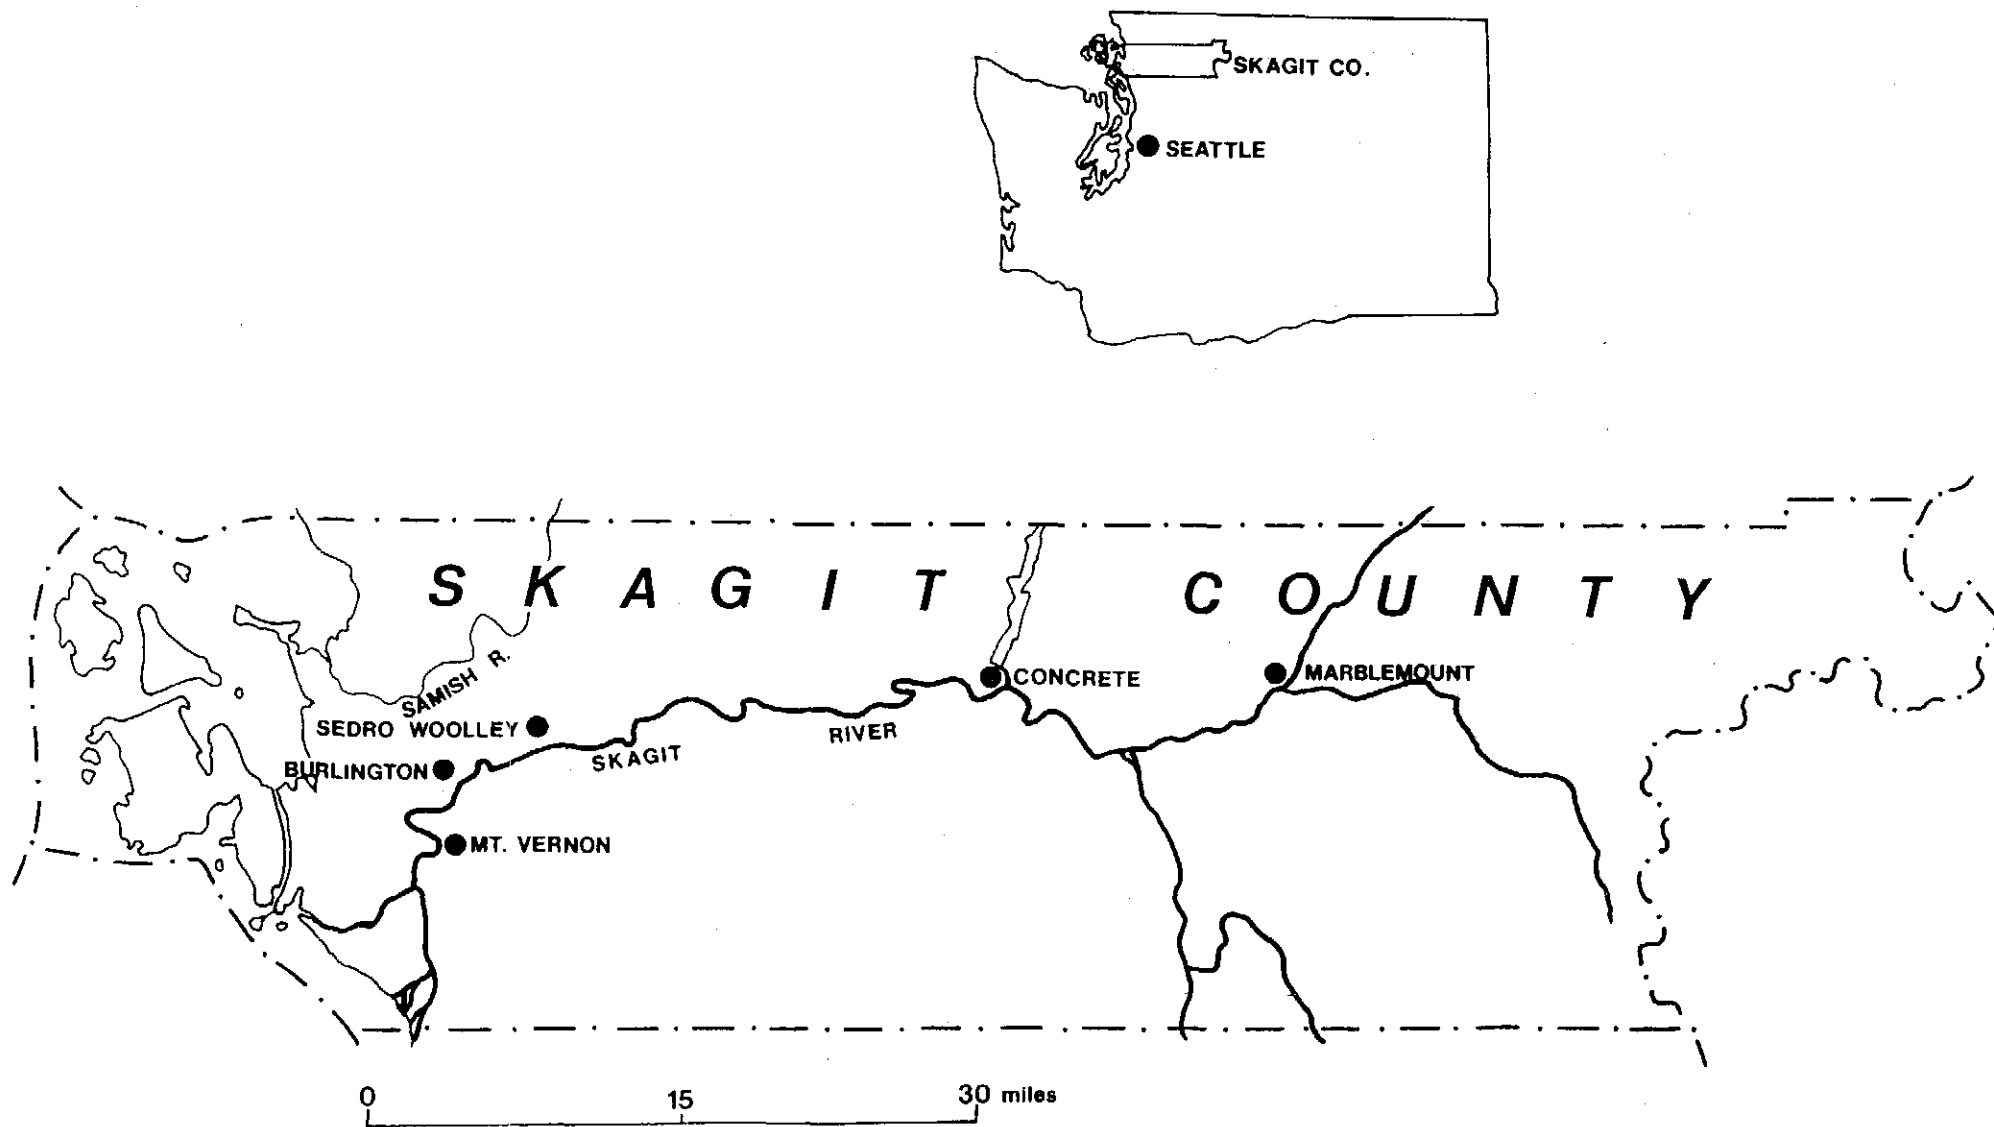 SKAGIT CO.
SEATTLE
SKAGIT COUNTY
SAMISH R.
CONCRETE
MARBLEMOUNT
SEDRO WOOLLEY
SKAGIT RIVER
BURLINGTON
MT. VERNON
0 15 30 miles